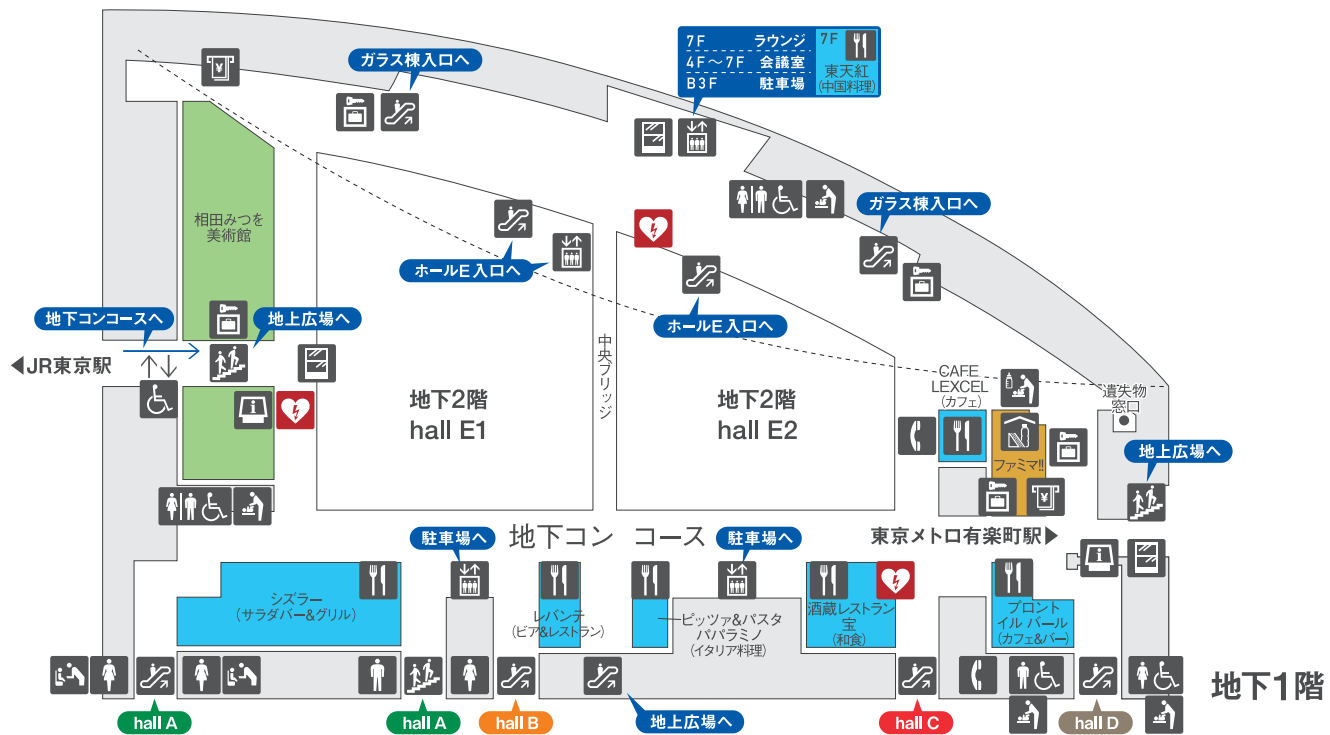 ガラス棟入口へ
7F ラウンジ
4F〜7F 会議室
B3F 駐車場
7F
東天紅
(中国料理)
¥
相田みつを
美術館
ガラス棟入口へ
ホールE入口へ
ホールE入口へ
地下コンコースへ
地上広場へ
◀JR東京駅
中央ブリッジ
地下2階
hall E1
地下2階
hall E2
CAFE
LEXCEL
(カフェ)
遺失物
窓口
ファミマ!!
¥
地上広場へ
駐車場へ
地下コン コース
駐車場へ
東京メトロ有楽町駅▶
シズラー
(サラダバー&グリル)
レバンテ
(ビア&レストラン)
ピッツァ&パスタ
パパラミノ
(イタリア料理)
酒蔵レストラン
宝
(和食)
プロント
イル バール
(カフェ&バー)
地下1階
hall A
hall A
hall B
地上広場へ
hall C
hall D